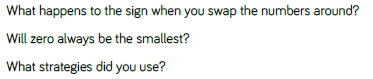 What happens to the sign when you swap the numbers around?
Will zero always be the smallest?
What strategies did you use?